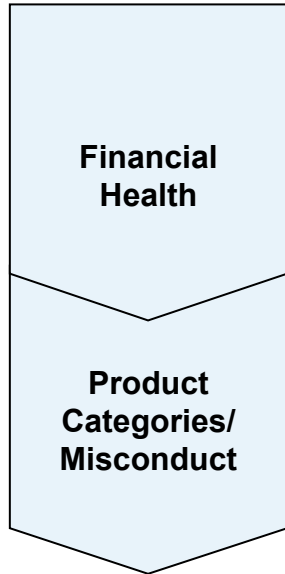 Financial
Health
Product
Categories/
Misconduct